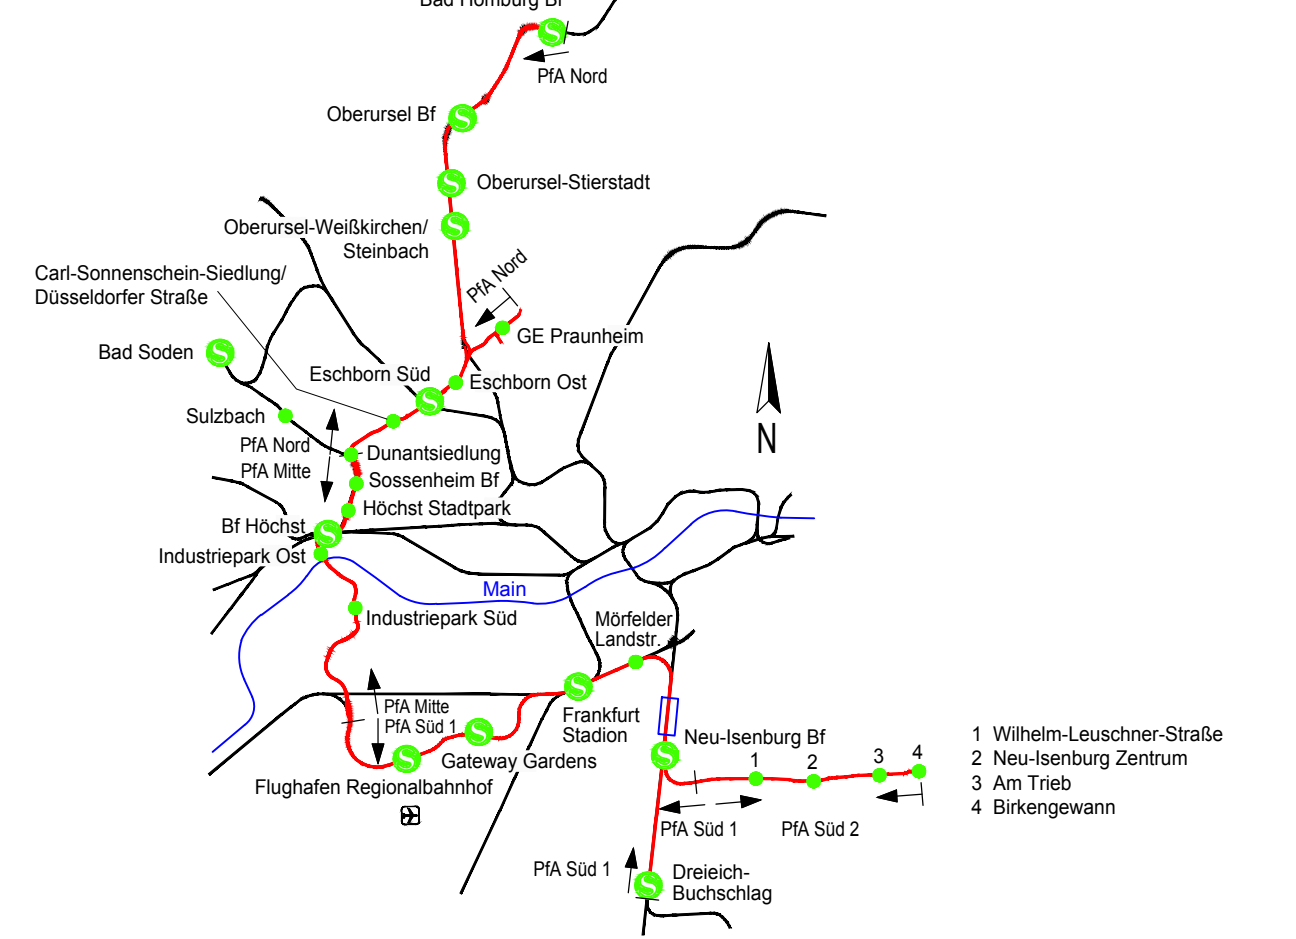 Bad Homburg Bf
PfA Nord
Oberursel Bf
Oberursel-Stierstadt
Oberursel-Weißkirchen/
Steinbach
Carl-Sonnenschein-Siedlung/
Düsseldorfer Straße
PfA Nord
GE Praunheim
Bad Soden
Eschborn Süd
Eschborn Ost
Sulzbach
PfA Nord
PfA Mitte
Dunantsiedlung
Sossenheim Bf
Höchst Stadtpark
Bf Höchst
Industriepark Ost
N
Main
Industriepark Süd
Mörfelder
Landstr.
PfA Mitte
PfA Süd 1
Frankfurt
Stadion
Gateway Gardens
Flughafen Regionalbahnhof
Neu-Isenburg Bf
1
2
3
4
1 Wilhelm-Leuschner-Straße
2 Neu-Isenburg Zentrum
3 Am Trieb
4 Birkengewann
PfA Süd 1
PfA Süd 2
PfA Süd 1
Dreieich-
Buchschlag